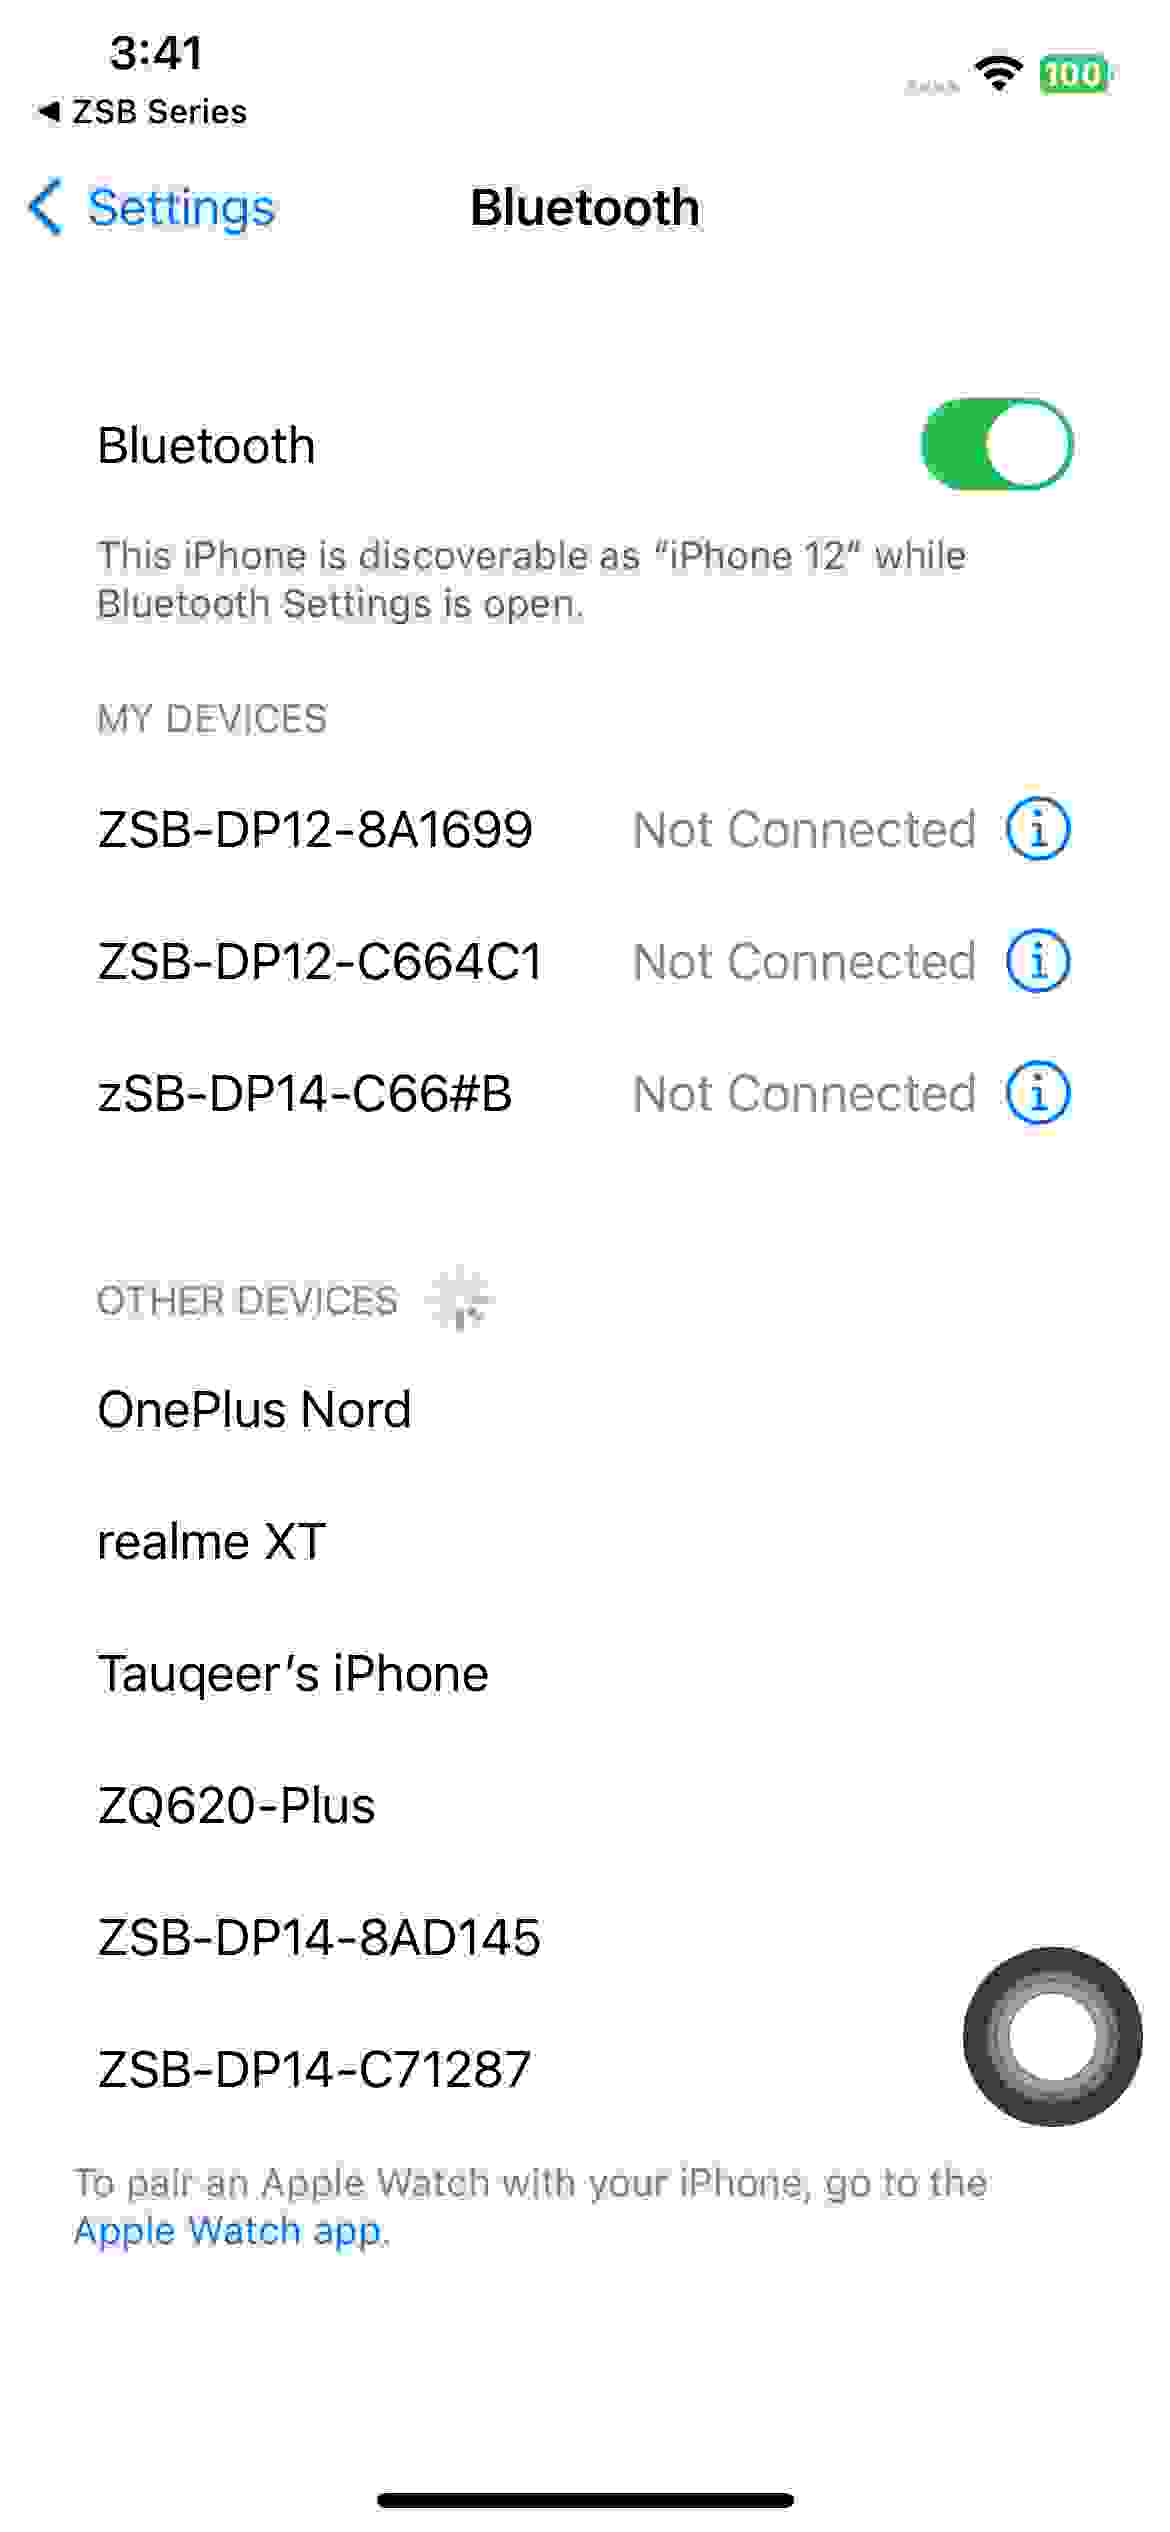 3:41
100
◀ ZSB Series
Settings
Bluetooth
Bluetooth
This iPhone is discoverable as “iPhone 12” while
Bluetooth Settings is open.
MY DEVICES
ZSB-DP12-8A1699 Not Connected
ZSB-DP12-C664C1 Not Connected
zSB-DP14-C66#B Not Connected
OTHER DEVICES
OnePlus Nord
realme XT
Tauqeer’s iPhone
ZQ620-Plus
ZSB-DP14-8AD145
ZSB-DP14-C71287
To pair an Apple Watch with your iPhone, go to the
Apple Watch app.